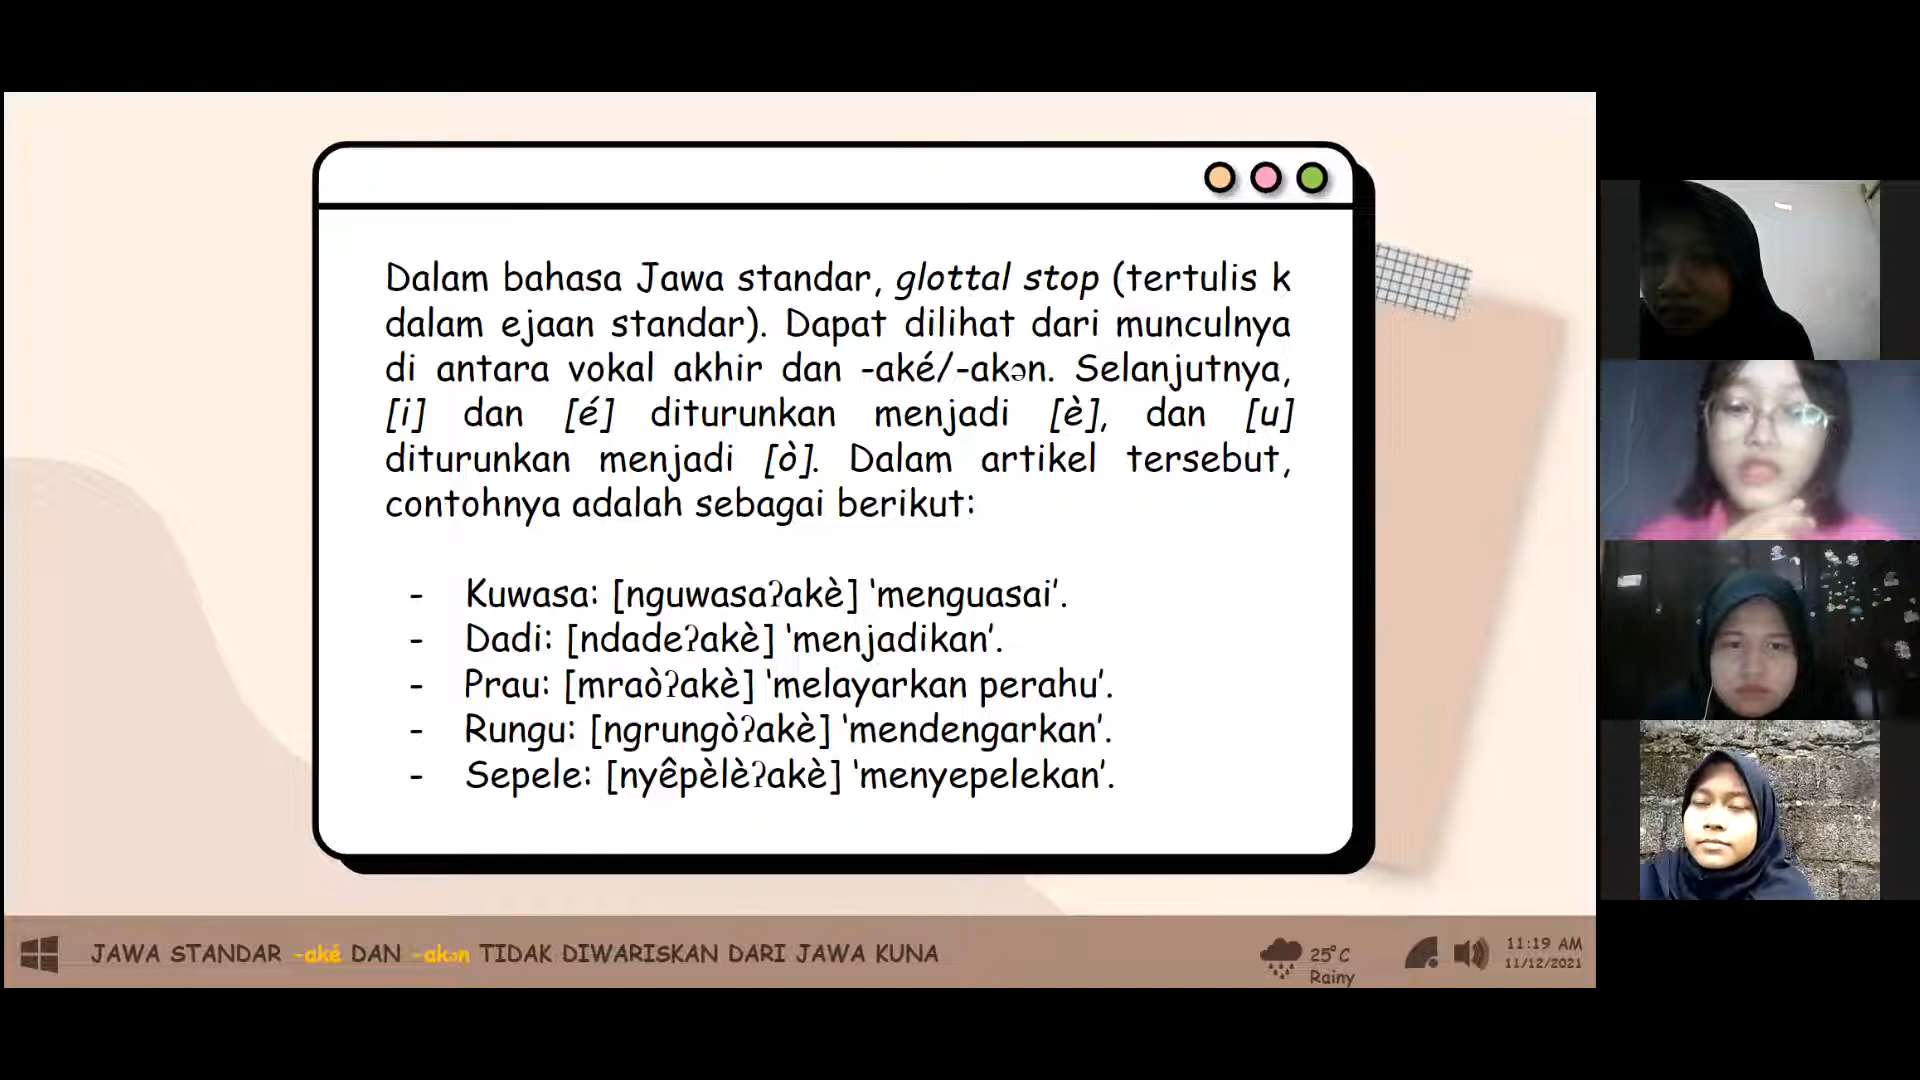 Dalam bahasa Jawa standar, glottal stop (tertulis k
dalam ejaan standar). Dapat dilihat dari munculnya
di antara vokal akhir dan -aké/-akən. Selanjutnya,
[i] dan [é] diturunkan menjadi [è], dan [u]
diturunkan menjadi [ò]. Dalam artikel tersebut,
contohnya adalah sebagai berikut:
- Kuwasa: [nguwasaʔakè] ‘menguasai’.
- Dadi: [ndadeʔakè] ‘menjadikan’.
- Prau: [mraòʔakè] ‘melayarkan perahu’.
- Rungu: [ngrungòʔakè] ‘mendengarkan’.
- Sepele: [nyêpèlèʔakè] ‘menyepelekan’.
JAWA STANDAR -aké DAN -akən TIDAK DIWARISKAN DARI JAWA KUNA
25°C
Rainy
11:19 AM
11/12/2021